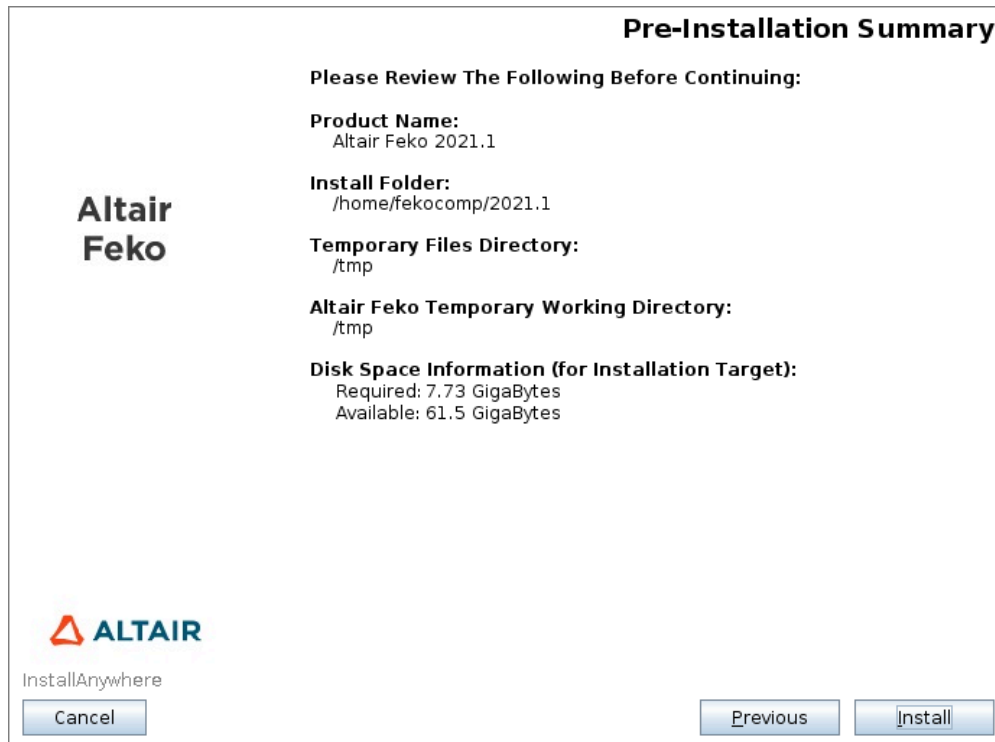 Pre-Installation Summary
Please Review The Following Before Continuing:
Product Name:
Altair Feko 2021.1
Install Folder:
/home/fekocomp/2021.1
Temporary Files Directory:
/tmp
Altair Feko Temporary Working Directory:
/tmp
Disk Space Information (for Installation Target):
Required: 7.73 GigaBytes
Available: 61.5 GigaBytes
Altair
Feko
ALTAIR
InstallAnywhere
Cancel
Previous
Install